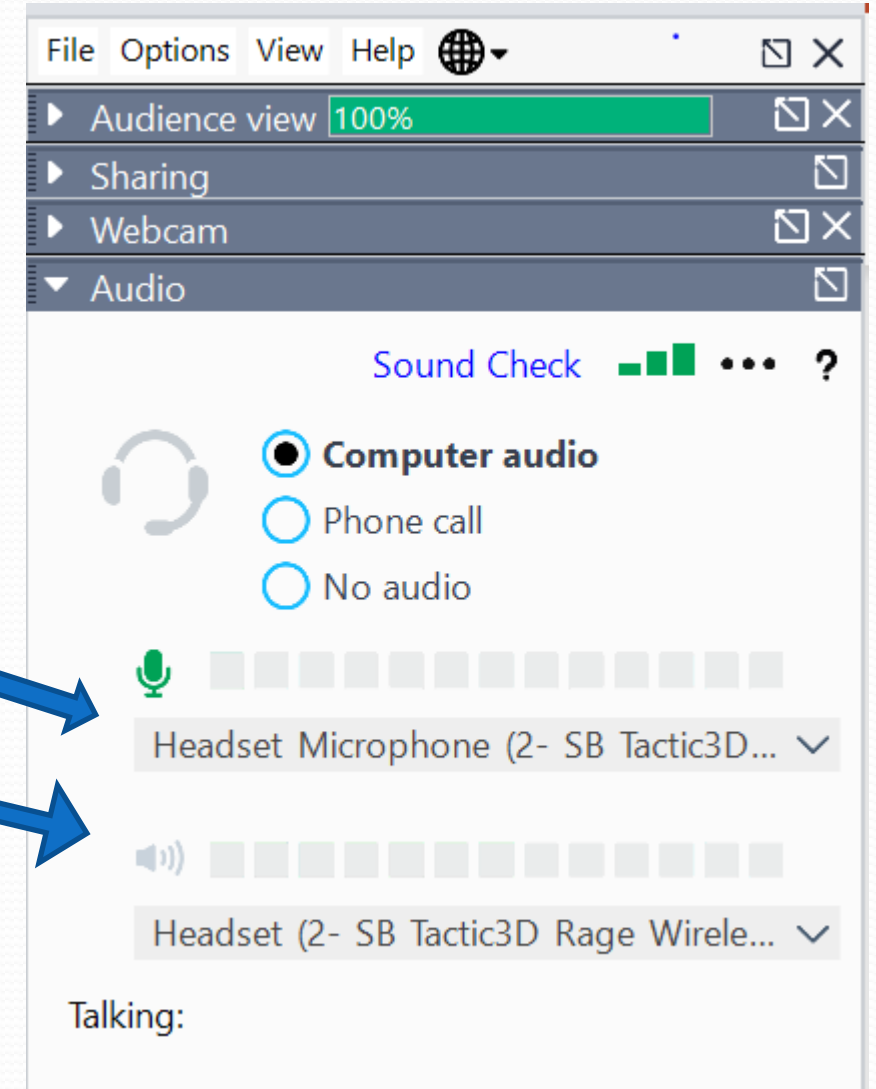 File Options View Help
Audience view 100%
Sharing
Webcam
Audio
Sound Check ?
Computer audio
Phone call
No audio
Headset Microphone (2- SB Tactic3D...
Headset (2- SB Tactic3D Rage Wirele...
Talking: